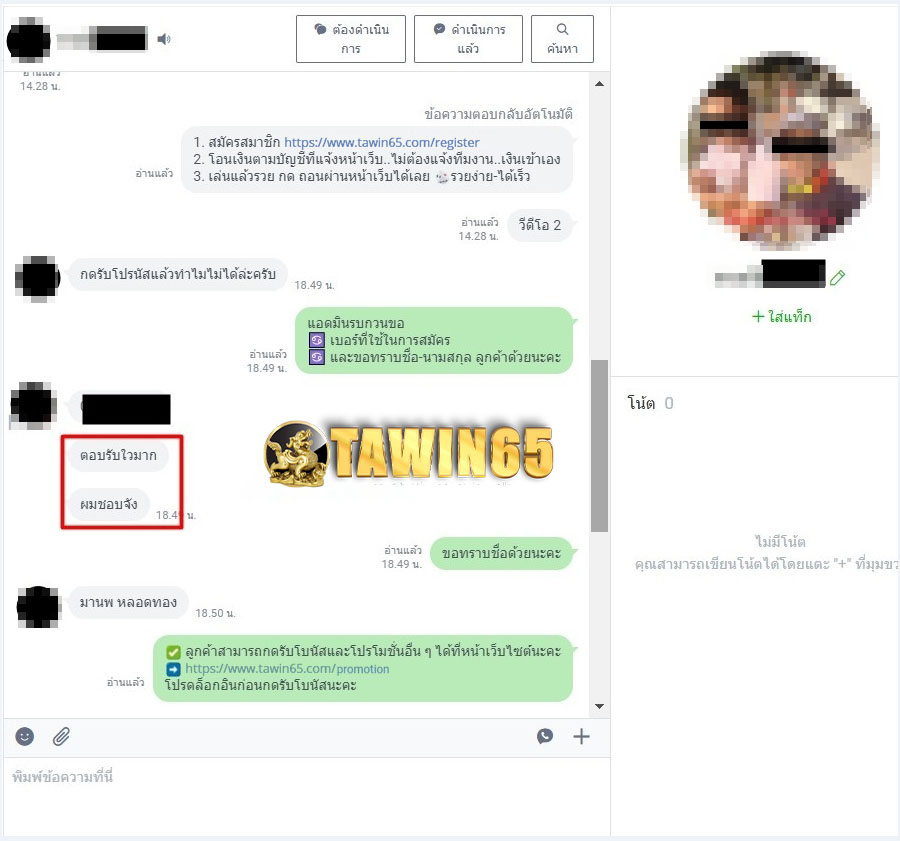 ต้องดำเนิน
การ
ดำเนินการ
แล้ว
ค้นหา
อ่านแล้ว
14.28 น.
ข้อความตอบกลับอัตโนมัติ
1. สมัครสมาชิก https://www.tawin65.com/register
2. โอนเงินตามบัญชีที่แจ้งหน้าเว็บ..ไม่ต้องแจ้งทีมงาน..เงินเข้าเอง
3. เล่นแล้วรวย กด ถอนผ่านหน้าเว็บได้เลย รวยง่าย-ได้เร็ว
อ่านแล้ว
วีดีโอ 2
อ่านแล้ว
14.28 น.
กดรับโปรนัสแล้วทำไมไม่ได้ล่ะครับ
18.49 น.
แอดมินรบกวนขอ
♋ เบอร์ที่ใช้ในการสมัคร
♋ และขอทราบชื่อ-นามสกุล ลูกค้าด้วยนะคะ
อ่านแล้ว
18.49 น.
ตอบรับไวมาก
ผมชอบจัง
18.49 น.
TAWIN65
ขอทราบชื่อด้วยนะคะ
อ่านแล้ว
18.49 น.
มานพ หลอดทอง
18.50 น.
✅ ลูกค้าสามารถกดรับโบนัสและโปรโมชั่นอื่น ๆ ได้ที่หน้าเว็บไซต์นะคะ
➡ https://www.tawin65.com/promotion
โปรดล็อกอินก่อนกดรับโบนัสนะคะ
อ่านแล้ว
พิมพ์ข้อความที่นี่
+ ใส่แท็ก
โน้ต 0
ไม่มีโน้ต
คุณสามารถเขียนโน้ตได้โดยแตะ "+" ที่มุมขว